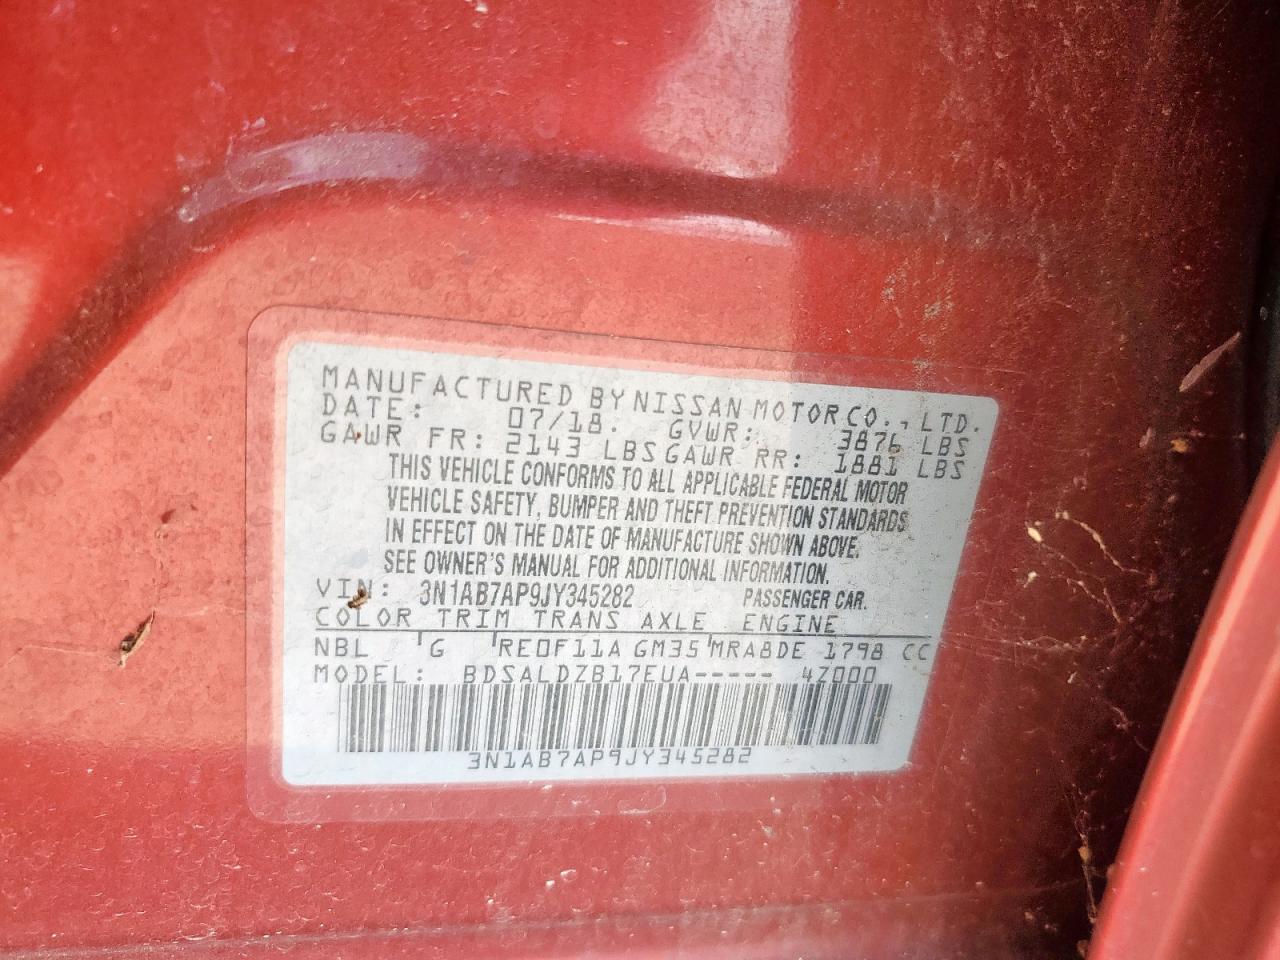 MANUFACTURED BY NISSAN MOTOR CO., LTD.
DATE: 07/18. GVWR: 3876 LBS
GAWR FR: 2143 LBS GAWR RR: 1881 LBS
THIS VEHICLE CONFORMS TO ALL APPLICABLE FEDERAL MOTOR
VEHICLE SAFETY, BUMPER AND THEFT PREVENTION STANDARDS
IN EFFECT ON THE DATE OF MANUFACTURE SHOWN ABOVE.
SEE OWNER'S MANUAL FOR ADDITIONAL INFORMATION.
VIN: 3N1AB7AP9JY345282 PASSENGER CAR.
COLOR TRIM TRANS AXLE ENGINE
NBL G RE0F11A GM35 MRA8DE 1798 CC
MODEL: BDSALDZB17EUA----- 4Z000
3N1AB7AP9JY345282